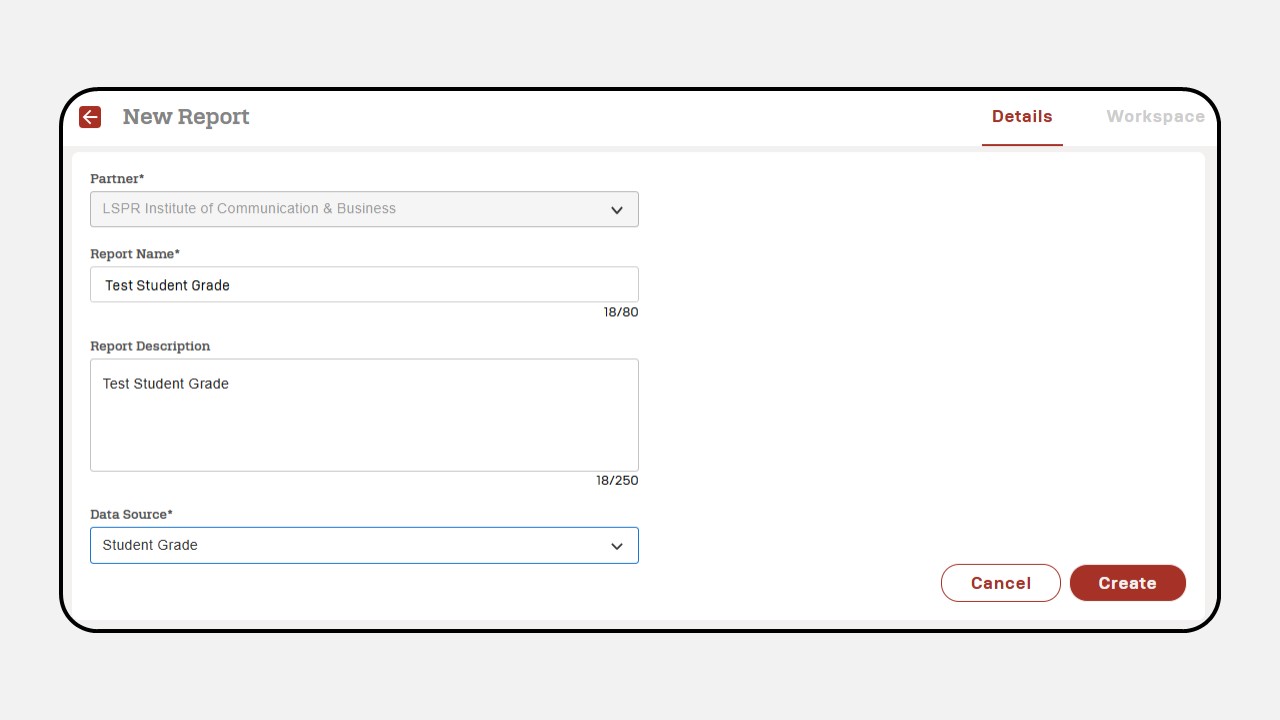 New Report
Details
Workspace
Partner*
LSPR Institute of Communication & Business
Report Name*
Test Student Grade
18/80
Report Description
Test Student Grade
18/250
Data Source*
Student Grade
Cancel
Create